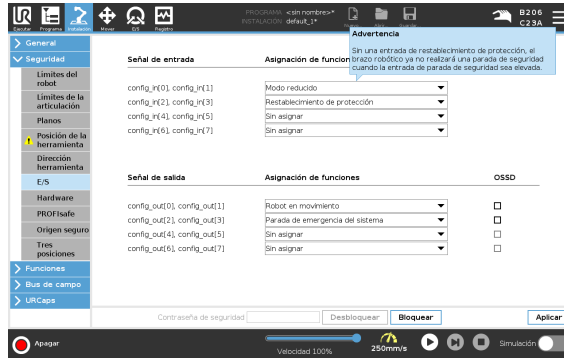 PROGRAMA <sin nombre>*
INSTALACIÓN default_1*
B206
C23A
Ejecutar Programa Instalación Mover E/S Registro
Advertencia
Sin una entrada de restablecimiento de protección, el
brazo robótico ya no realizará una parada de seguridad
cuando la entrada de parada de seguridad sea elevada.
General
Seguridad
Límites del
robot
Límites de la
articulación
Planos
Posición de la
herramienta
Dirección
herramienta
E/S
Hardware
PROFIsafe
Origen seguro
Tres
posiciones
Funciones
Bus de campo
URCaps
Señal de entrada Asignación de funcion
config_in[0], config_in[1] Modo reducido
config_in[2], config_in[3] Restablecimiento de protección
config_in[4], config_in[5] Sin asignar
config_in[6], config_in[7] Sin asignar
Señal de salida Asignación de funciones OSSD
config_out[0], config_out[1] Robot en movimiento
config_out[2], config_out[3] Parada de emergencia del sistema
config_out[4], config_out[5] Sin asignar
config_out[6], config_out[7] Sin asignar
Contraseña de seguridad Desbloquear Bloquear Aplicar
Apagar
Velocidad 100%
250mm/s
Simulación